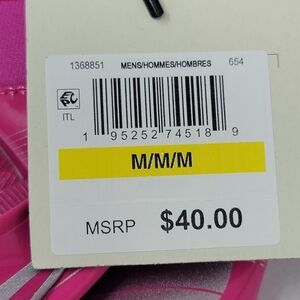 1368851 MENS/HOMMES/HOMBRES 654
ITL
1 95252 74518 9
M/M/M
MSRP $40.00